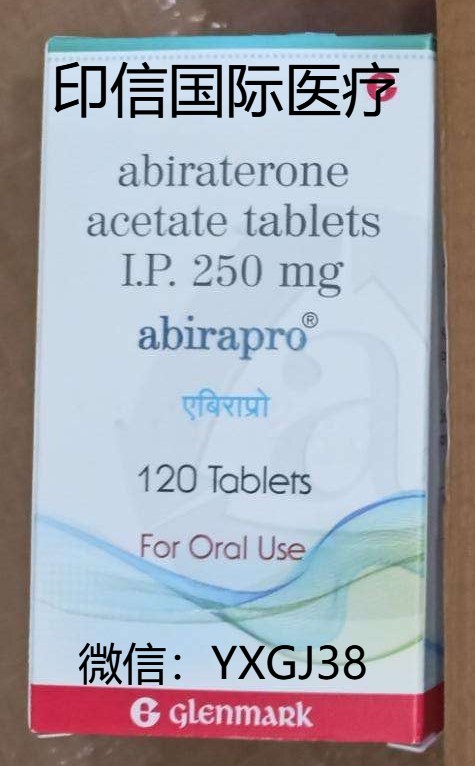 印信国际医疗
abiraterone
acetate tablets
I.P. 250 mg
abirapro®
एबिराप्रो
120 Tablets
For Oral Use
微信：YXGJ38
G glenmark